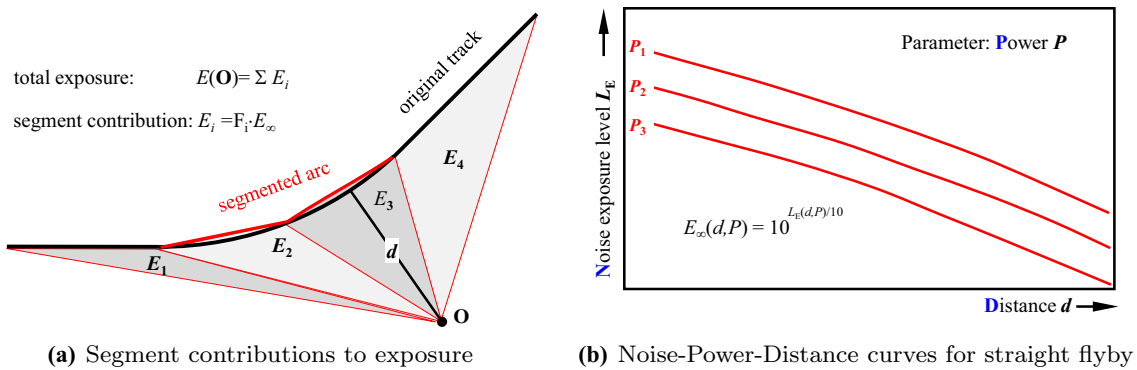 total exposure: E(O)= Σ E_i
segment contribution: E_i =F_i·E_∞
original track
segmented arc
E_1
E_2
E_3
E_4
d
O
(a) Segment contributions to exposure
Noise exposure level L_E
P_1
P_2
P_3
Parameter: Power P
E_∞(d,P) = 10^{L_E(d,P)/10}
Distance d
(b) Noise-Power-Distance curves for straight flyby